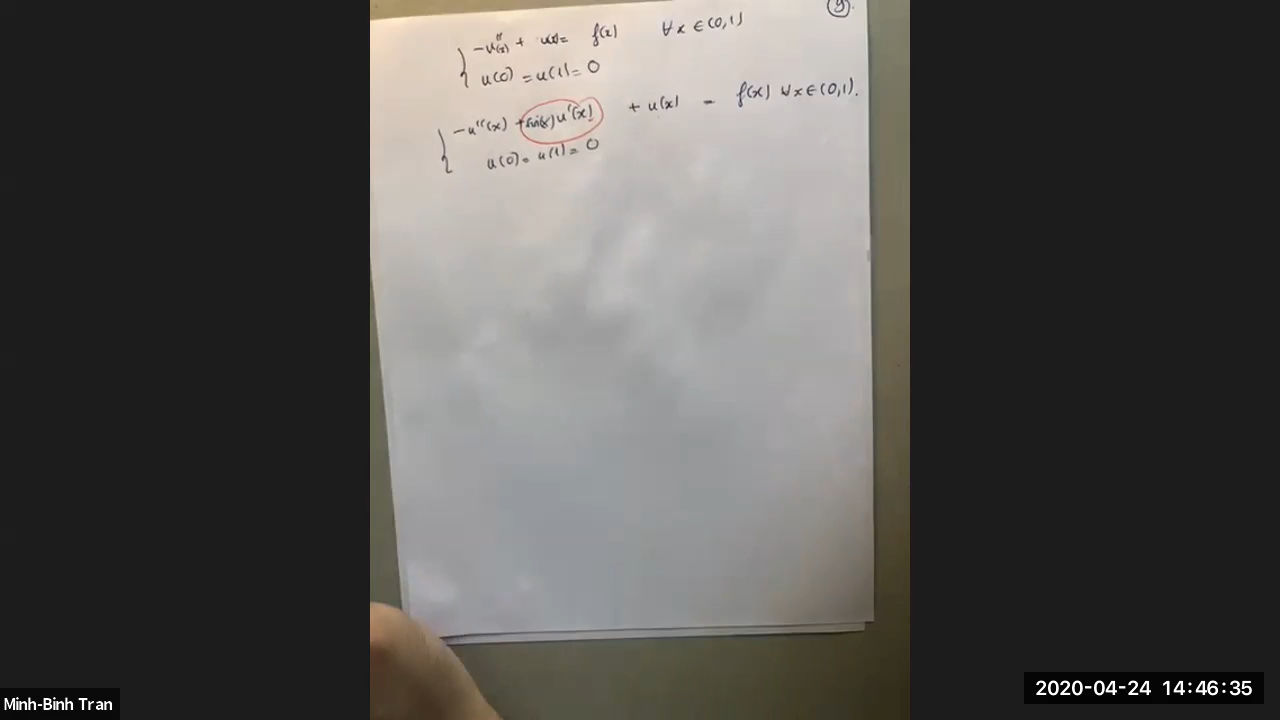 9.
{ -u''(x) + u(x) = f(x) ∀x ∈ (0,1)
u(0) = u(1) = 0
{ -u''(x) + sin(x) u'(x) + u(x) = f(x) ∀x ∈ (0,1).
u(0) = u(1) = 0
Minh-Binh Tran
2020-04-24 14:46:35